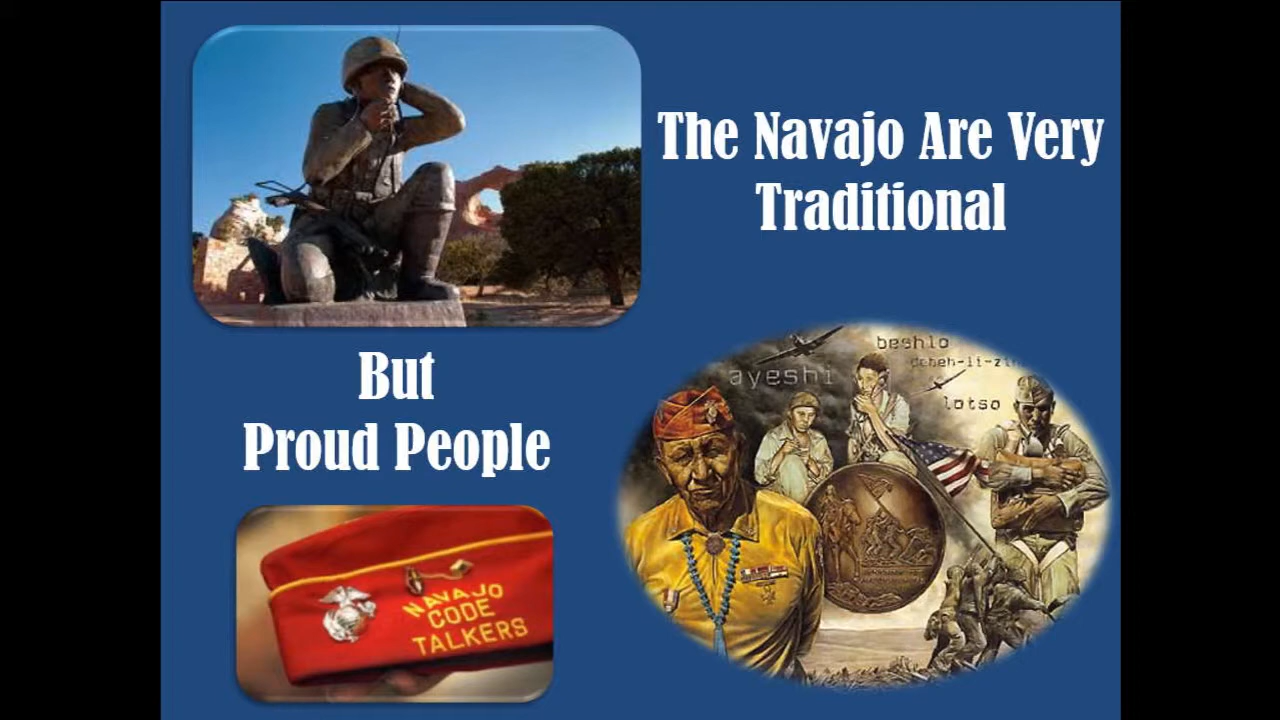 The Navajo Are Very
Traditional
But
Proud People
beshlo
ayeshi
lotso
NAVAJO
CODE
TALKERS